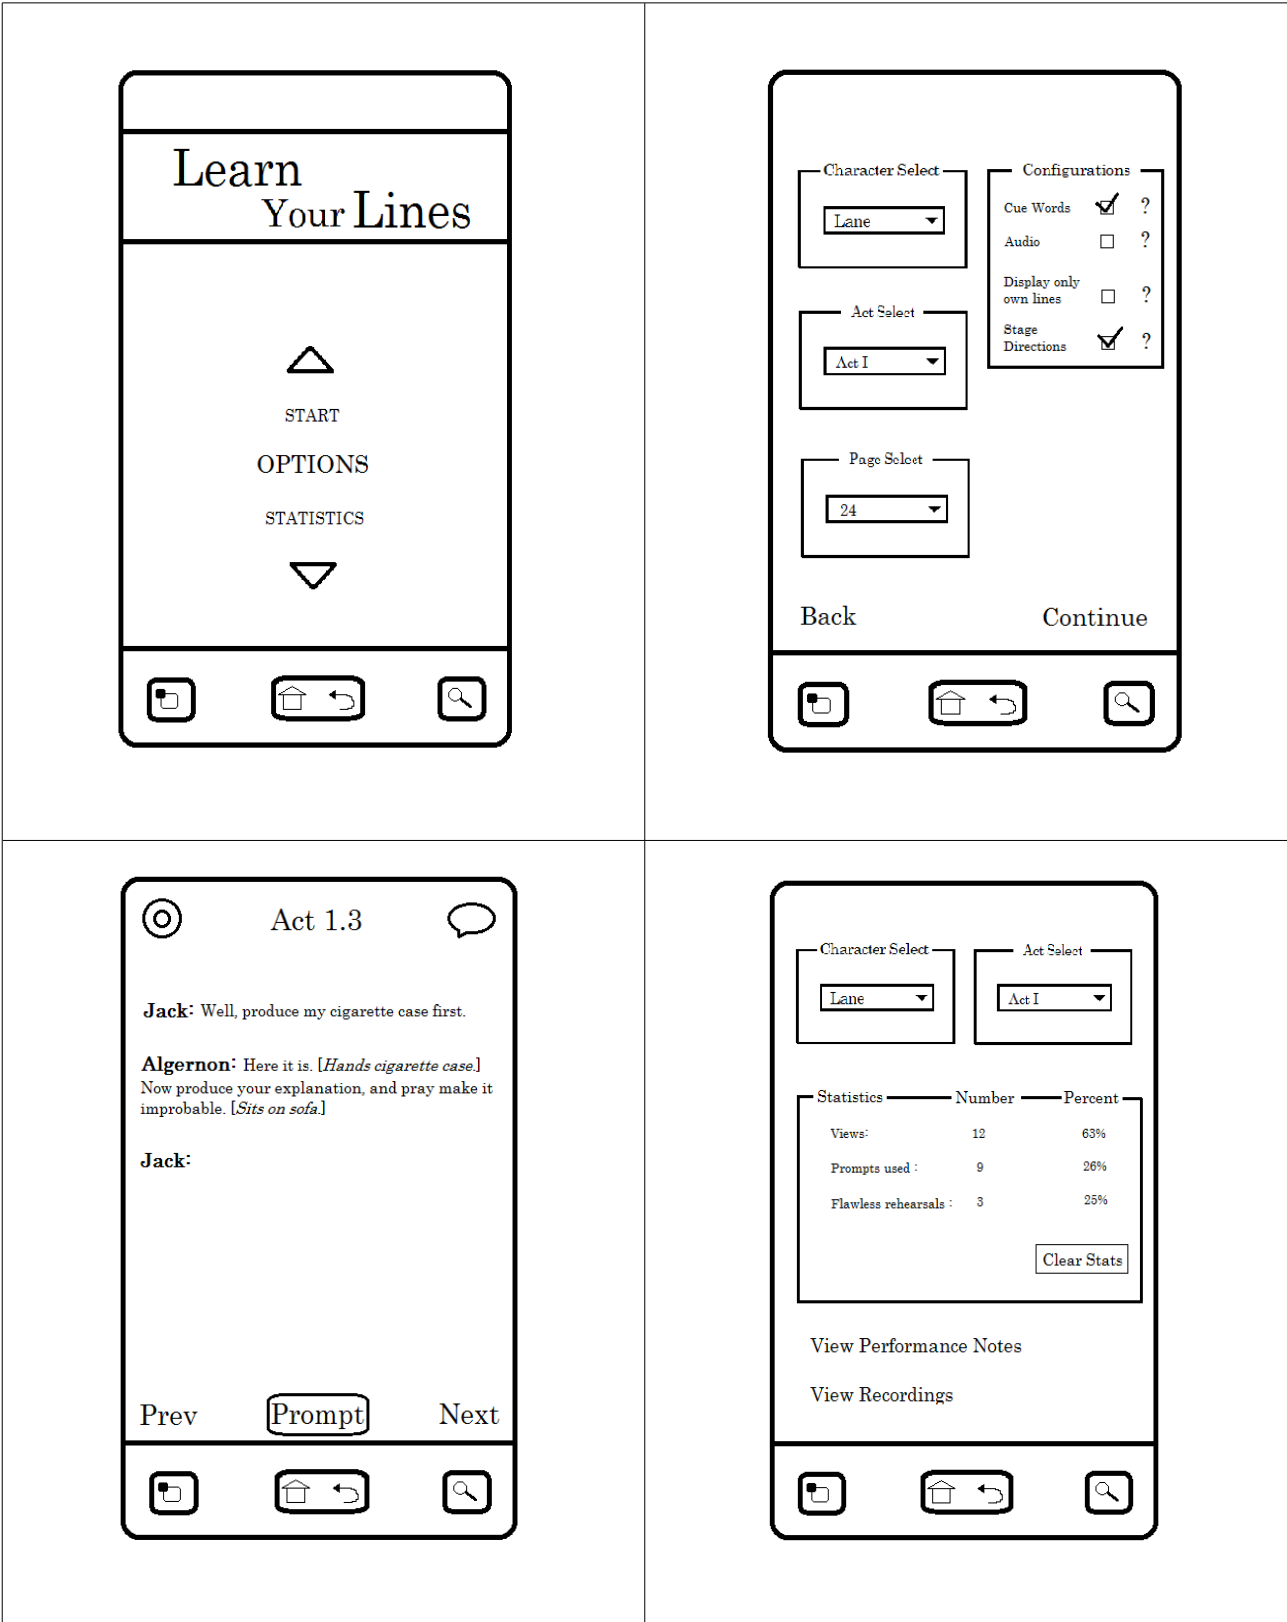 Learn
Your Lines
START
OPTIONS
STATISTICS
Character Select
Lane
Act Select
Act I
Page Select
24
Configurations
Cue Words ?
Audio ?
Display only
own lines ?
Stage
Directions ?
Back Continue
Act 1.3
Jack: Well, produce my cigarette case first.
Algernon: Here it is. [Hands cigarette case.]
Now produce your explanation, and pray make it
improbable. [Sits on sofa.]
Jack:
Prev Prompt Next
Character Select
Lane
Act Select
Act I
Statistics Number Percent
Views: 12 63%
Prompts used : 9 26%
Flawless rehearsals : 3 25%
Clear Stats
View Performance Notes
View Recordings